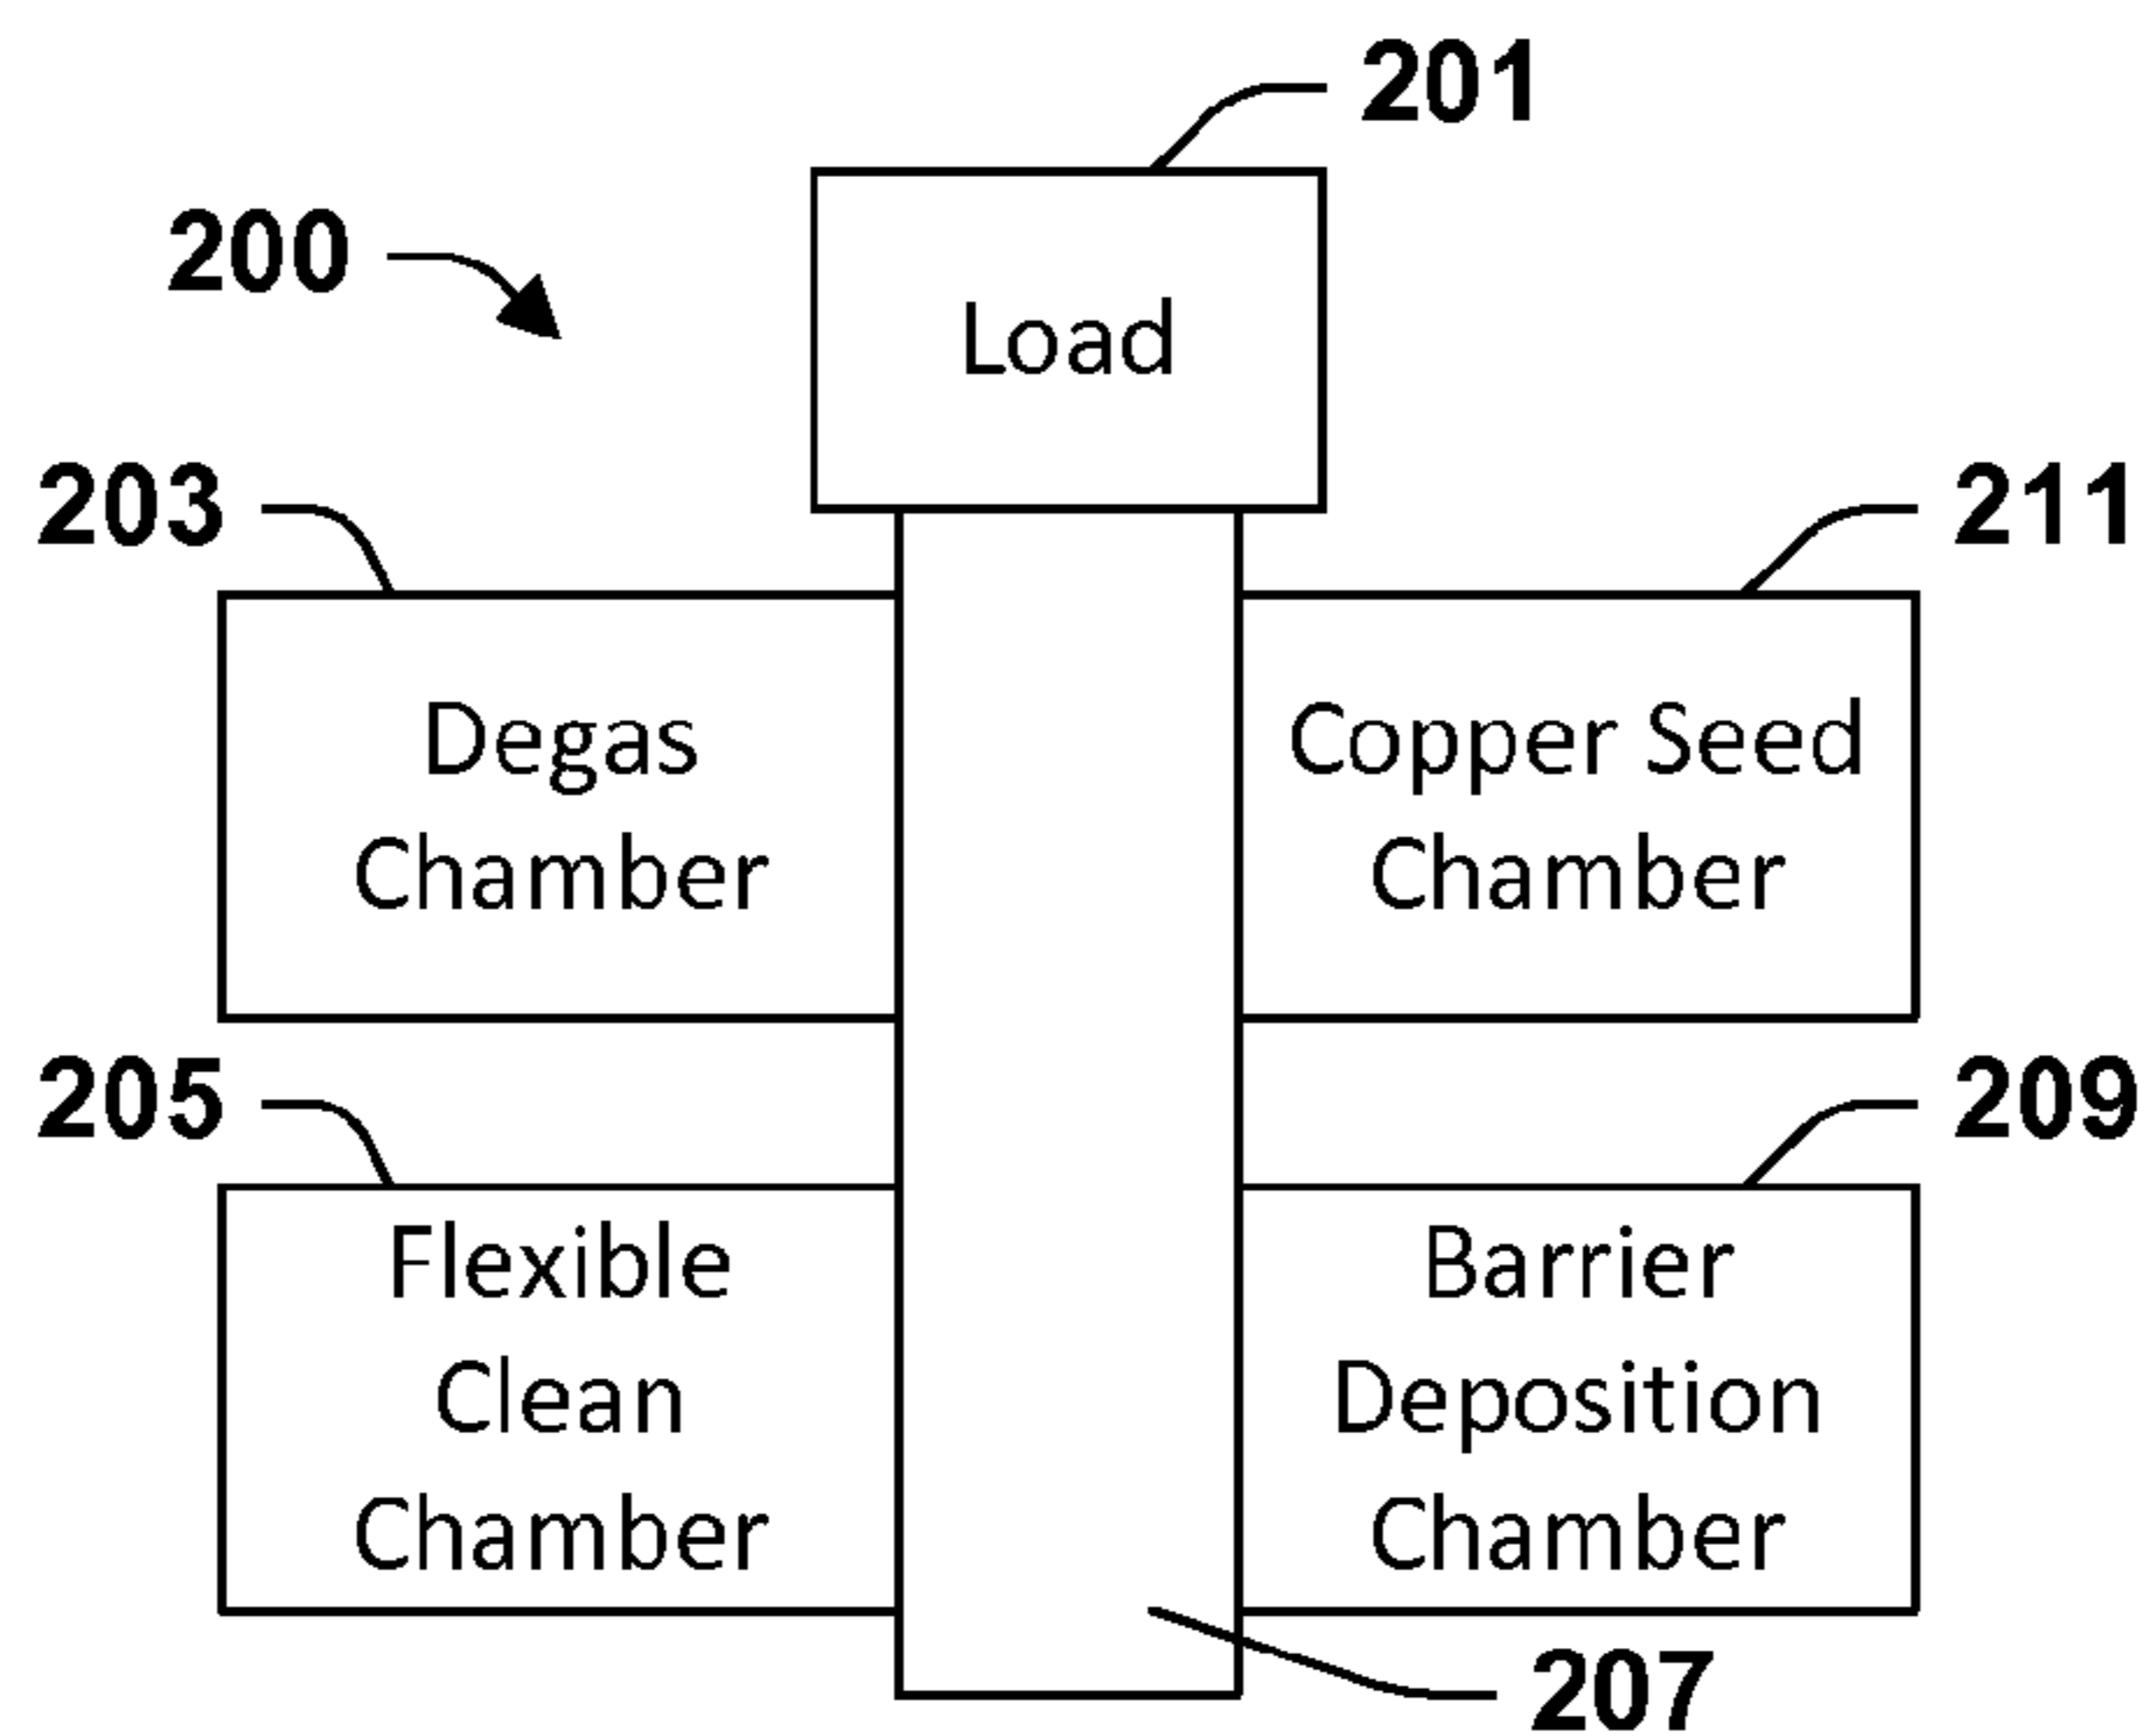 201
200
Load
203
211
Degas
Chamber
Copper Seed
Chamber
205
209
Flexible
Clean
Chamber
Barrier
Deposition
Chamber
207